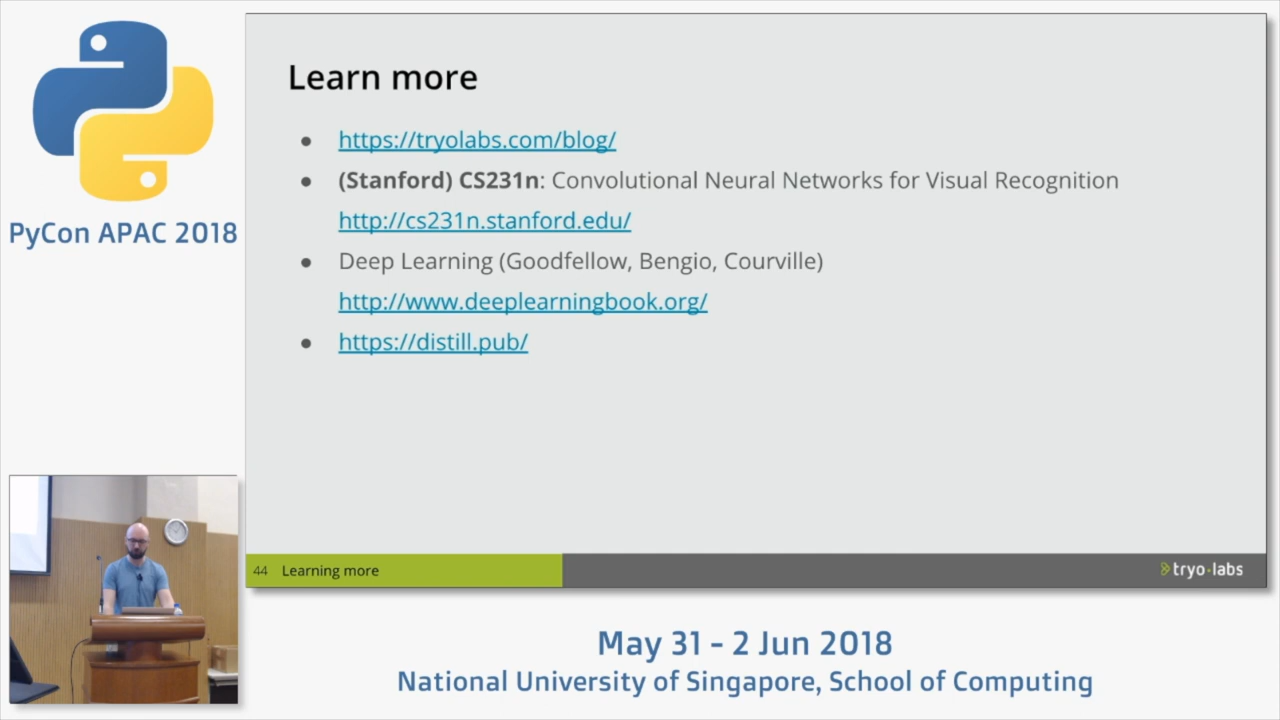 PyCon APAC 2018
Learn more
https://tryolabs.com/blog/
(Stanford) CS231n: Convolutional Neural Networks for Visual Recognition
http://cs231n.stanford.edu/
Deep Learning (Goodfellow, Bengio, Courville)
http://www.deeplearningbook.org/
https://distill.pub/
44 Learning more
tryo·labs
May 31 - 2 Jun 2018
National University of Singapore, School of Computing